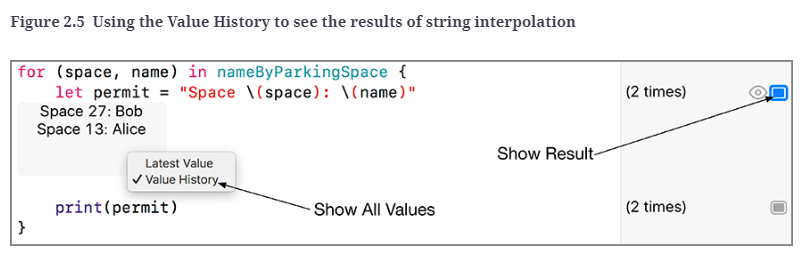 Figure 2.5 Using the Value History to see the results of string interpolation
for (space, name) in nameByParkingSpace {
let permit = "Space \(space): \(name)"
(2 times)
Space 27: Bob
Space 13: Alice
Show Result
Latest Value
✓ Value History
Show All Values
print(permit)
(2 times)
}